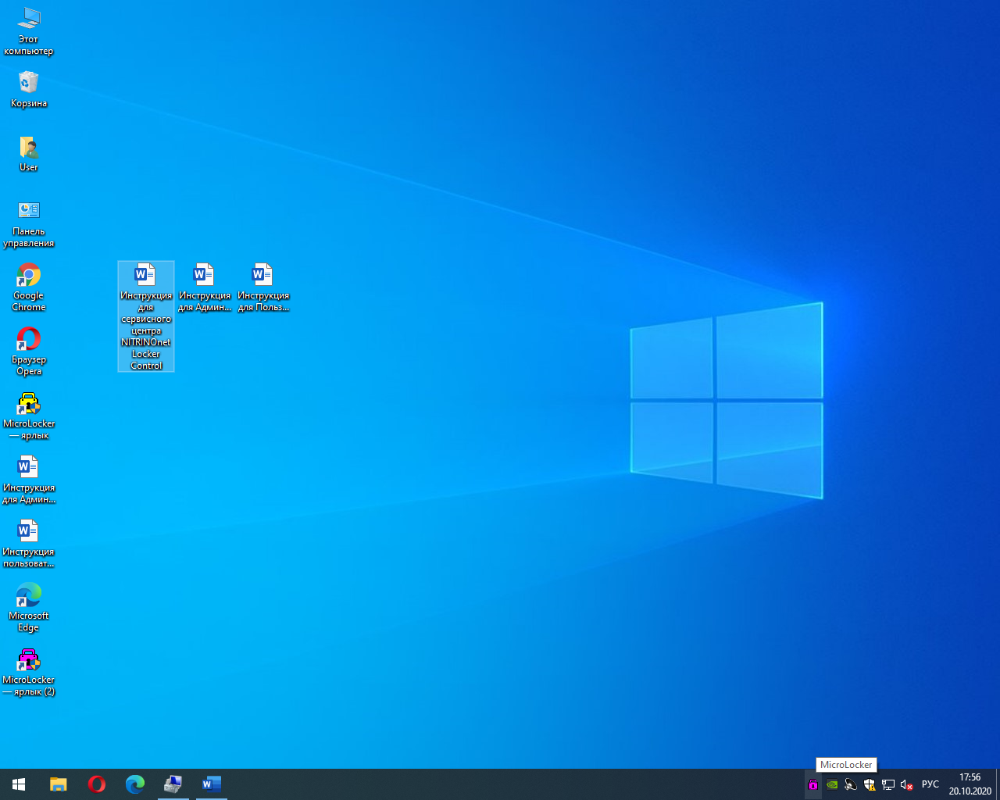 Этот
компьютер
Корзина
User
Панель
управления
Google
Chrome
Браузер
Opera
MicroLocker
— ярлык
Инструкция
для Админ...
Инструкция
пользоват...
Microsoft
Edge
MicroLocker
— ярлык (2)
Инструкция
для
сервисного
центра
NITRINOnet
Locker
Control
Инструкция
для Админ...
Инструкция
для Польз...
MicroLocker
РУС
17:56
20.10.2020